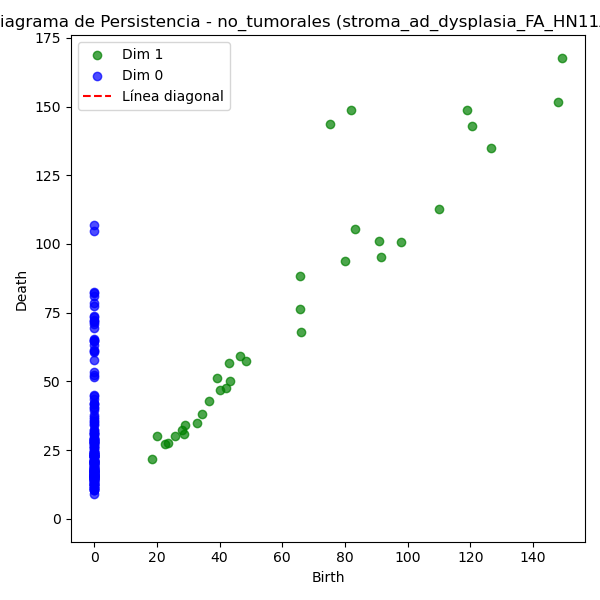 iagrama de Persistencia - no_tumorales (stroma_ad_dysplasia_FA_HN11
Dim 1
Dim 0
Línea diagonal
175
150
125
100
75
50
25
0
Death
0 20 40 60 80 100 120 140
Birth